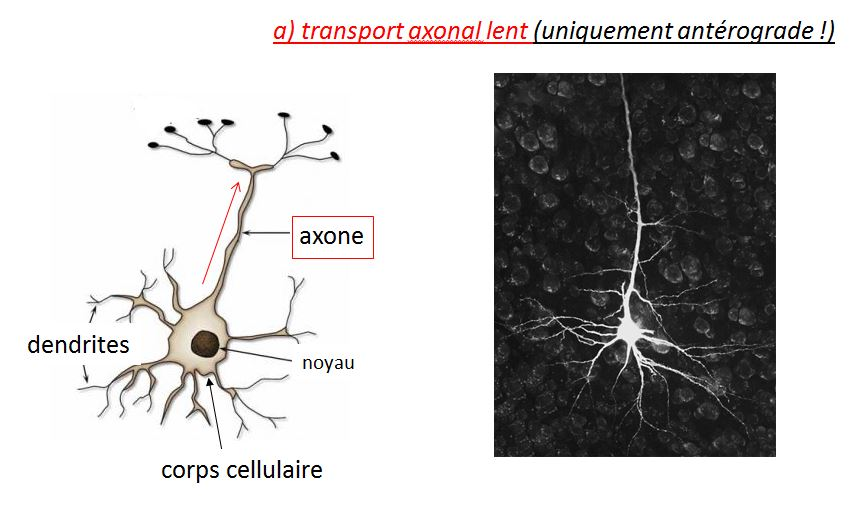 a) transport axonal lent (uniquement antérograde !)
axone
dendrites
noyau
corps cellulaire